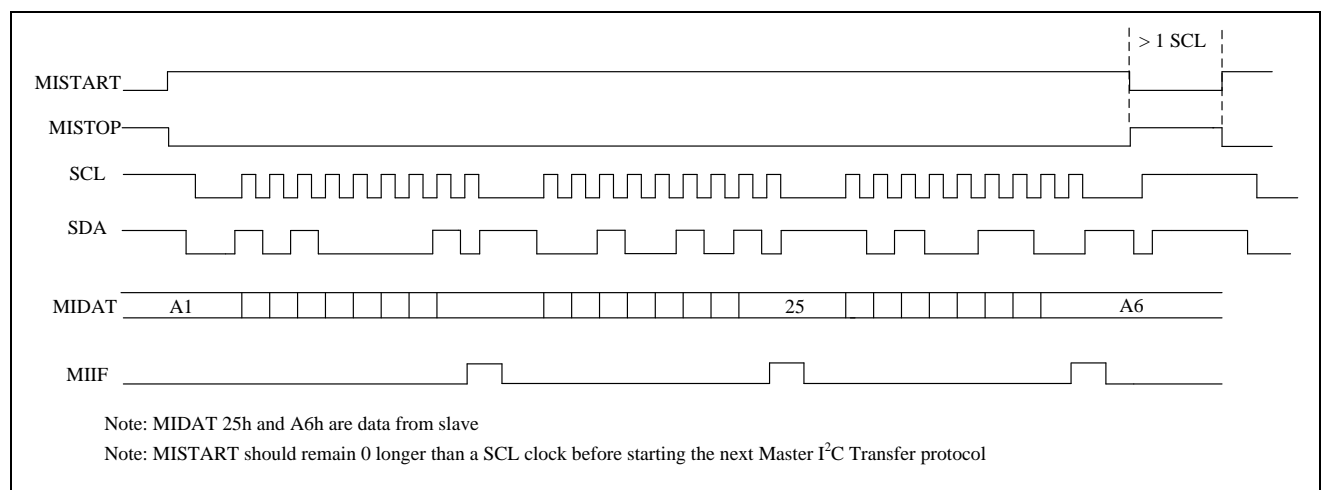 > 1 SCL
MISTART
MISTOP
SCL
SDA
MIDAT A1 25 A6
MIIF
Note: MIDAT 25h and A6h are data from slave
Note: MISTART should remain 0 longer than a SCL clock before starting the next Master I²C Transfer protocol